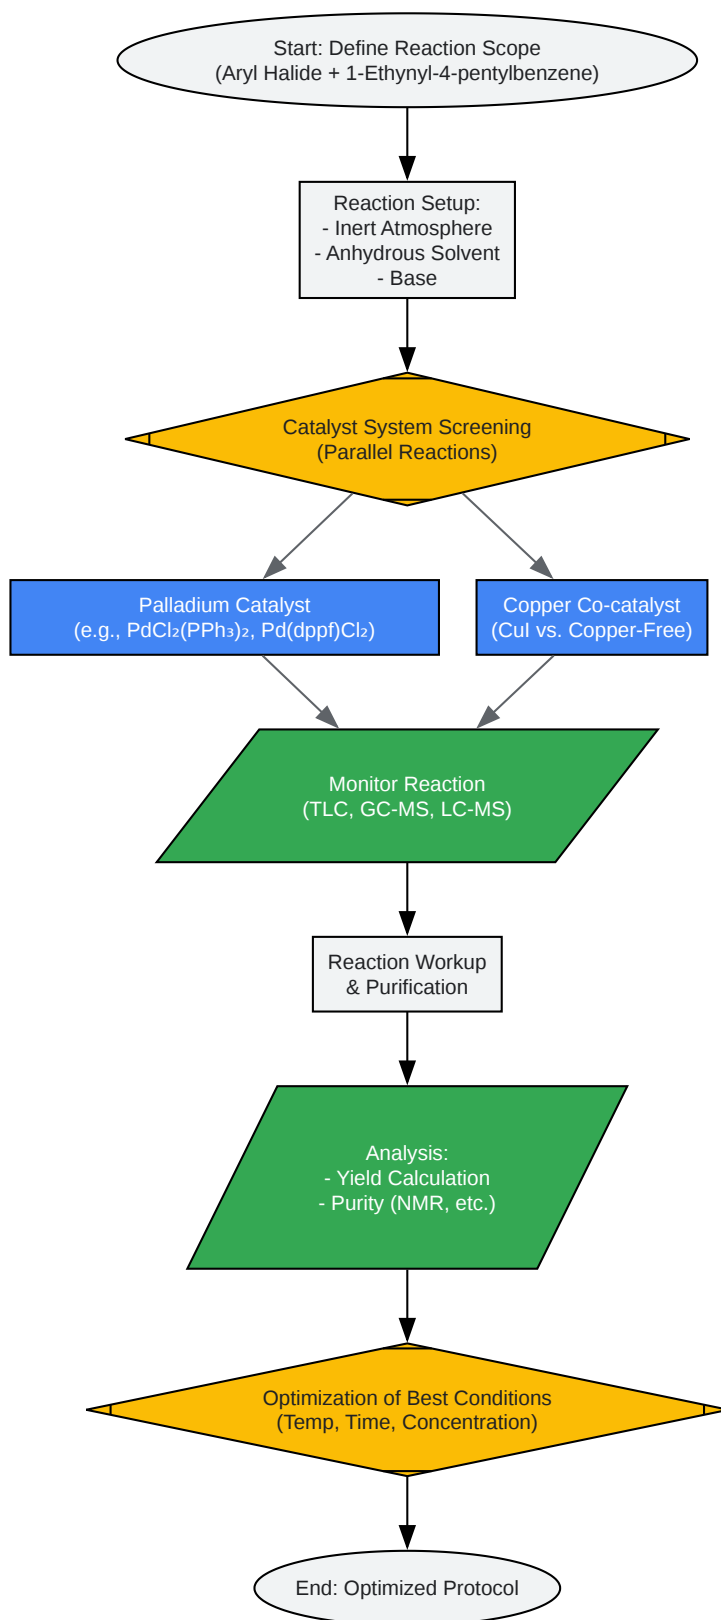 Start: Define Reaction Scope
(Aryl Halide + 1-Ethynyl-4-pentylbenzene)
Reaction Setup:
- Inert Atmosphere
- Anhydrous Solvent
- Base
Catalyst System Screening
(Parallel Reactions)
Palladium Catalyst
(e.g., PdCl₂(PPh₃)₂, Pd(dppf)Cl₂)
Copper Co-catalyst
(CuI vs. Copper-Free)
Monitor Reaction
(TLC, GC-MS, LC-MS)
Reaction Workup
& Purification
Analysis:
- Yield Calculation
- Purity (NMR, etc.)
Optimization of Best Conditions
(Temp, Time, Concentration)
End: Optimized Protocol